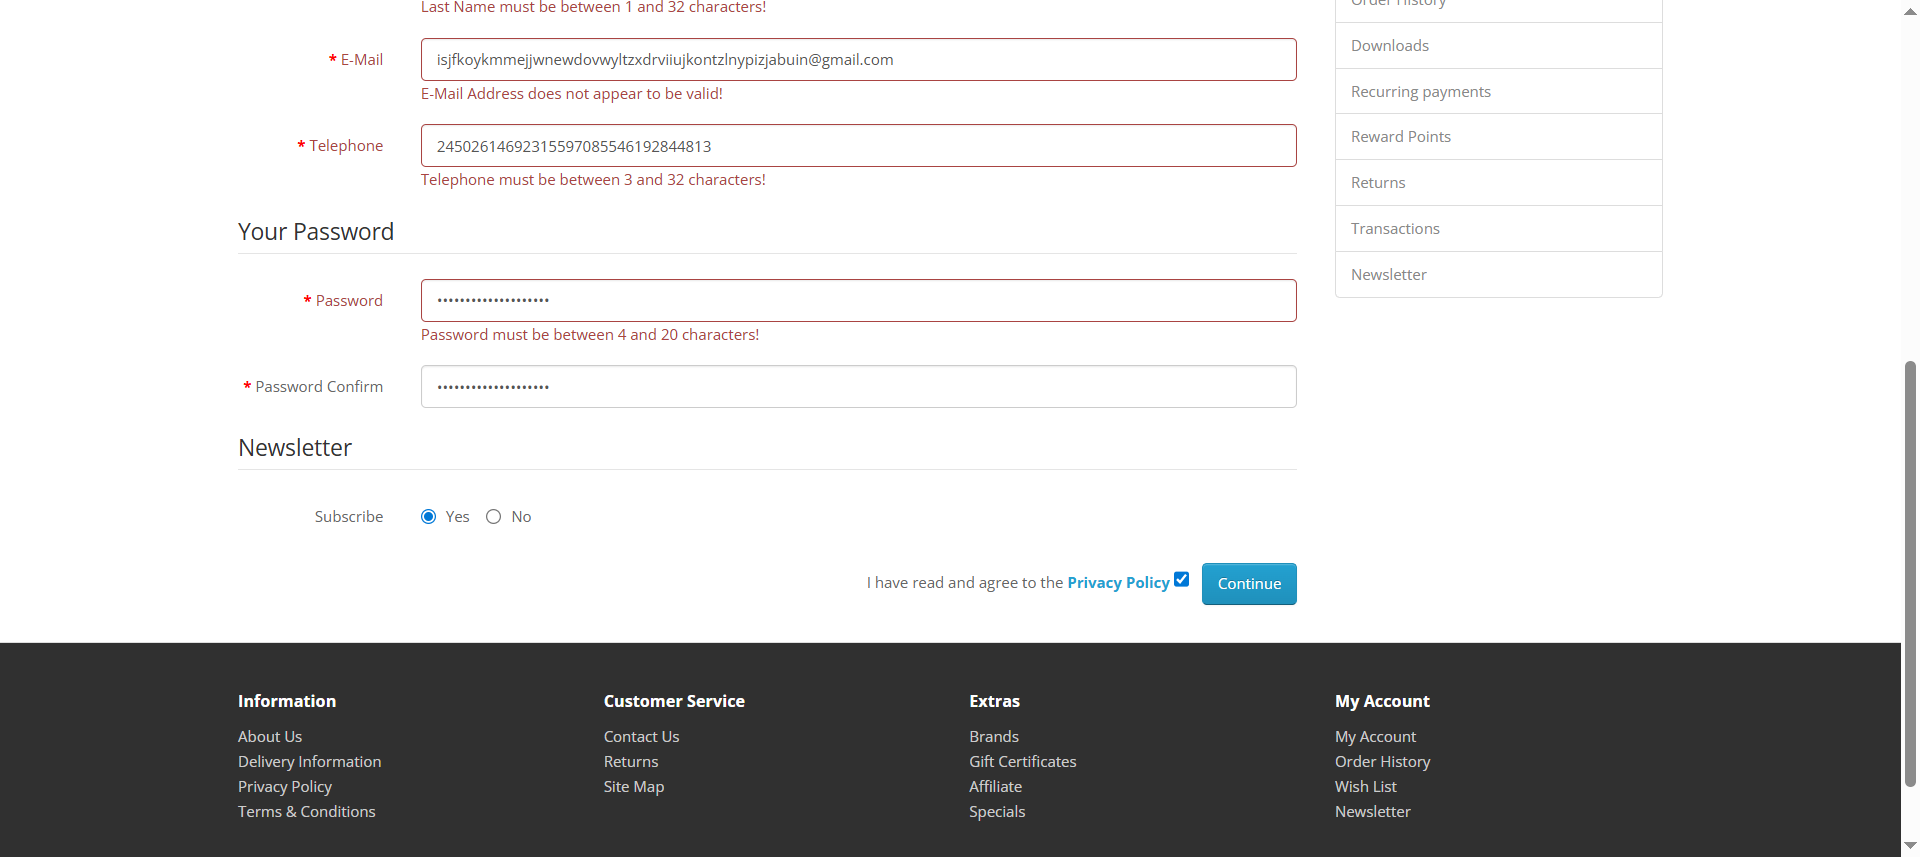 Last Name must be between 1 and 32 characters!
* E-Mail
isjfkoykmmejjwnewdovwyltzxdrviiujkontzlnypizjabuin@gmail.com
E-Mail Address does not appear to be valid!
* Telephone
24502614692315597085546192844813
Telephone must be between 3 and 32 characters!
Your Password
* Password
••••••••••••••••••••
Password must be between 4 and 20 characters!
* Password Confirm
••••••••••••••••••••
Newsletter
Subscribe
Yes
No
I have read and agree to the Privacy Policy
Continue
Order History
Downloads
Recurring payments
Reward Points
Returns
Transactions
Newsletter
Information
About Us
Delivery Information
Privacy Policy
Terms & Conditions
Customer Service
Contact Us
Returns
Site Map
Extras
Brands
Gift Certificates
Affiliate
Specials
My Account
My Account
Order History
Wish List
Newsletter